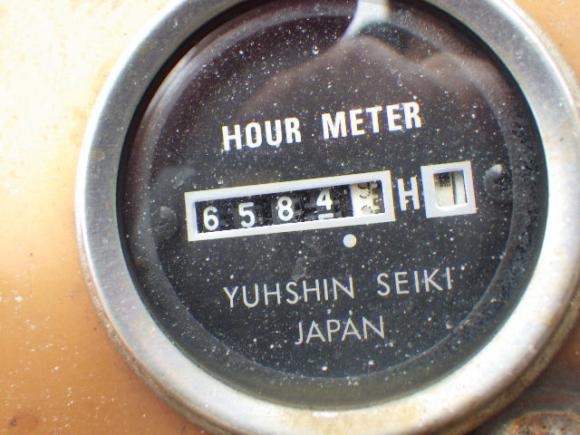 HOUR METER
6584 H
YUHSHIN SEIKI
JAPAN